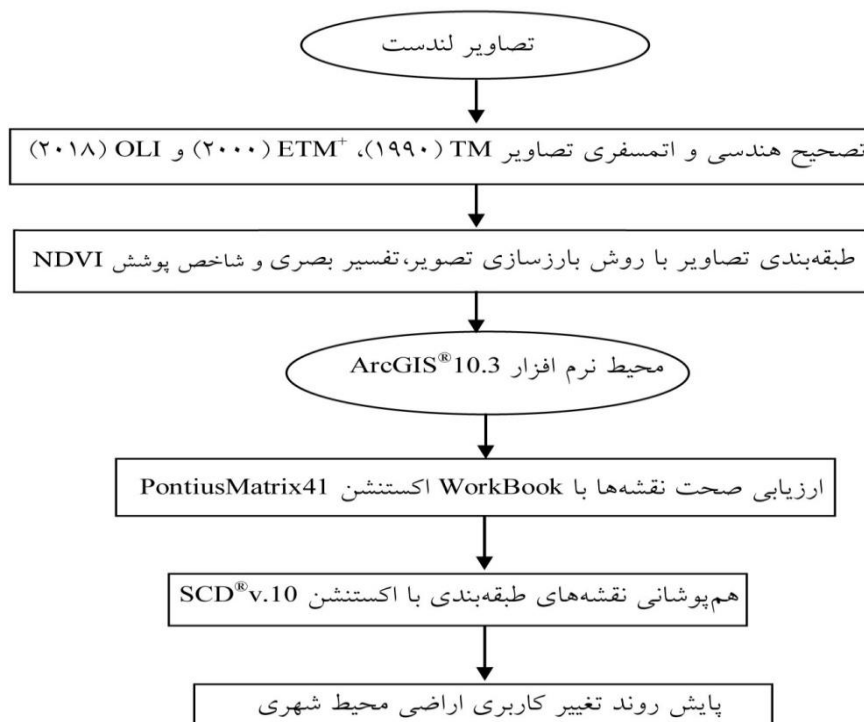 تصاویر لندست
تصحیح هندسی و اتمسفری تصاویر TM (۱۹۹۰)، ETM⁺ (۲۰۰۰) و OLI (۲۰۱۸)
طبقه‌بندی تصاویر با روش بارزسازی تصویر،تفسیر بصری و شاخص پوشش NDVI
محیط نرم افزار ArcGIS®10.3
ارزیابی صحت نقشه‌ها با WorkBook اکستنشن PontiusMatrix41
هم‌پوشانی نقشه‌های طبقه‌بندی با اکستنشن SCD®v.10
پایش روند تغییر کاربری اراضی محیط شهری